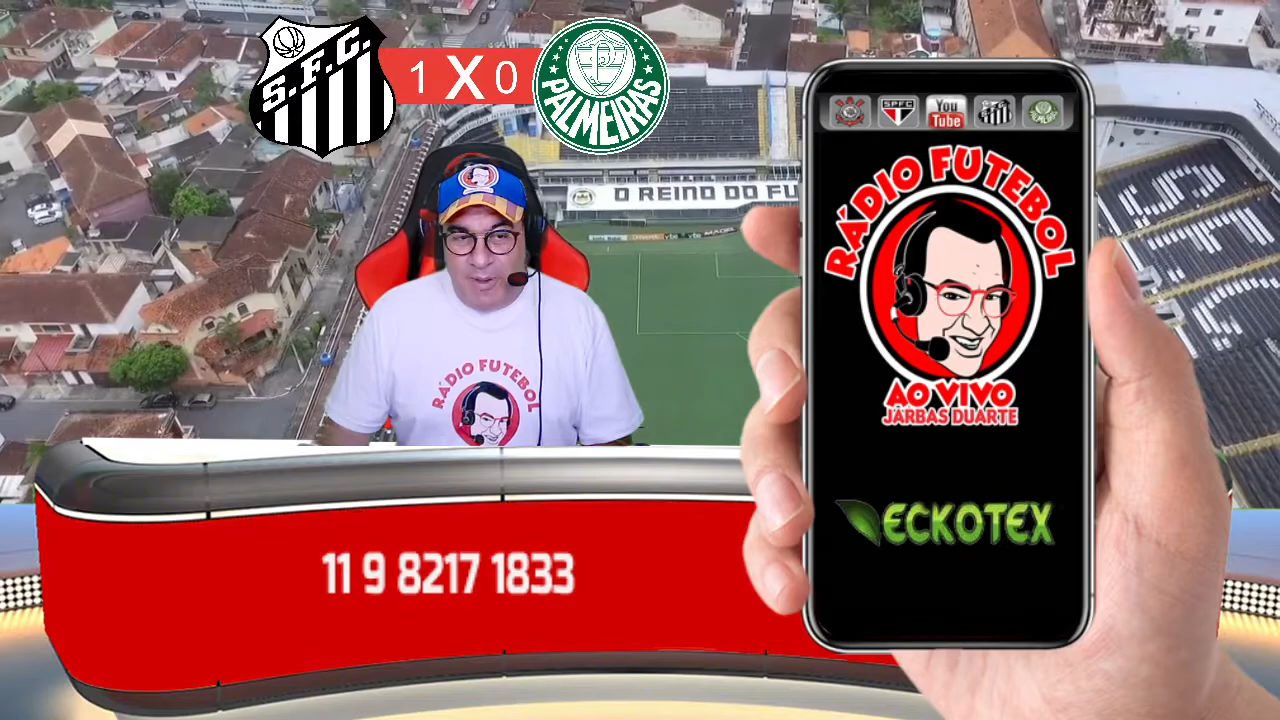 S.F.C.
1 X 0
PALMEIRAS
SPFC
You
Tube
O REINO DO FU
RÁDIO FUTEBOL
AO VIVO
JARBAS DUARTE
RÁDIO FUTEBOL
ECKOTEX
11 9 8217 1833